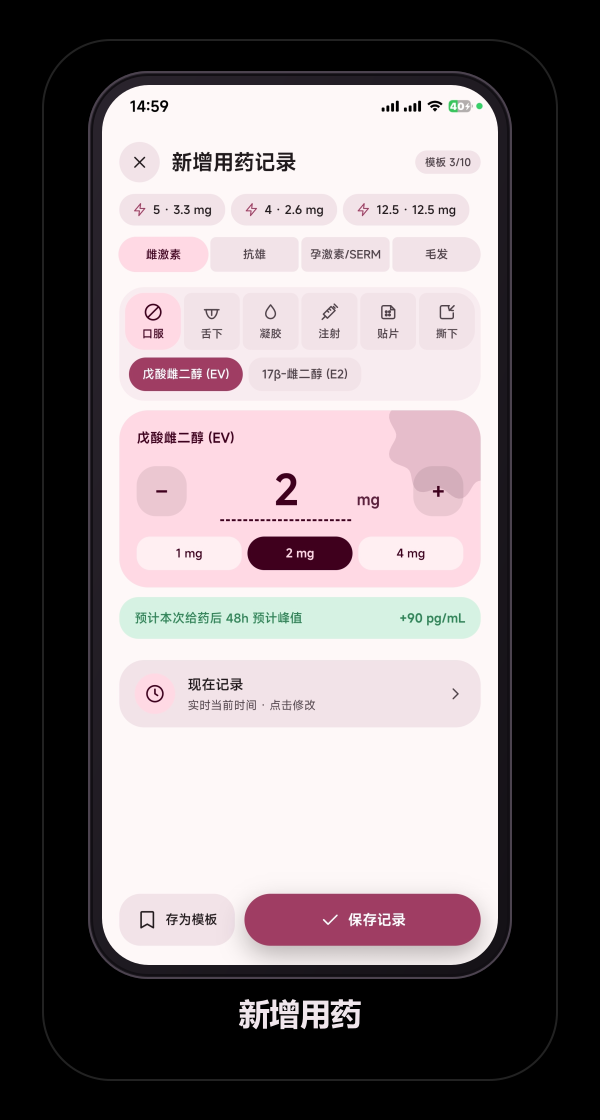 14:59
40
新增用药记录
模板 3/10
5 · 3.3 mg
4 · 2.6 mg
12.5 · 12.5 mg
雌激素
抗雄
孕激素/SERM
毛发
口服
舌下
凝胶
注射
贴片
撕下
戊酸雌二醇 (EV)
17β-雌二醇 (E2)
戊酸雌二醇 (EV)
−
2
mg
+
1 mg
2 mg
4 mg
预计本次给药后 48h 预计峰值
+90 pg/mL
现在记录
实时当前时间 · 点击修改
存为模板
保存记录
新增用药